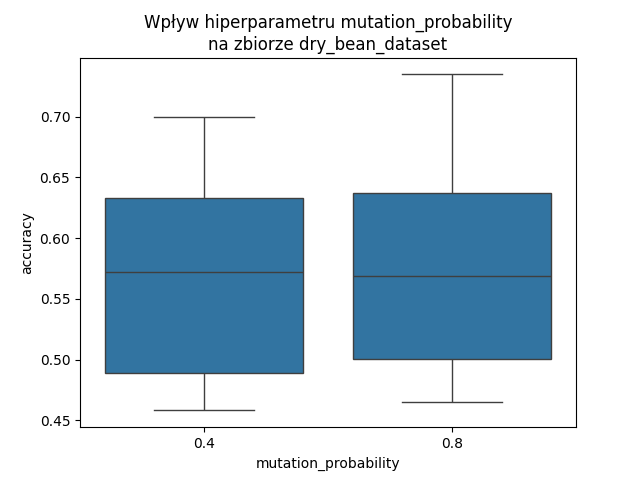 Wpływ hiperparametru mutation_probability
na zbiorze dry_bean_dataset
0.70
0.65
0.60
0.55
0.50
0.45
accuracy
0.4
0.8
mutation_probability